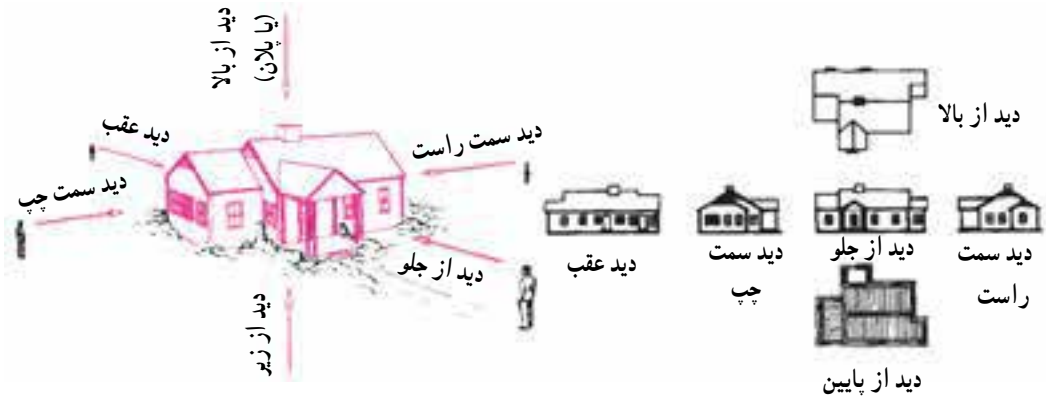 دید از بالا
(یا پلان)
دید عقب
دید سمت چپ
دید سمت راست
دید از جلو
دید از زیر
دید از بالا
دید عقب
دید سمت
چپ
دید از جلو
دید سمت
راست
دید از پایین